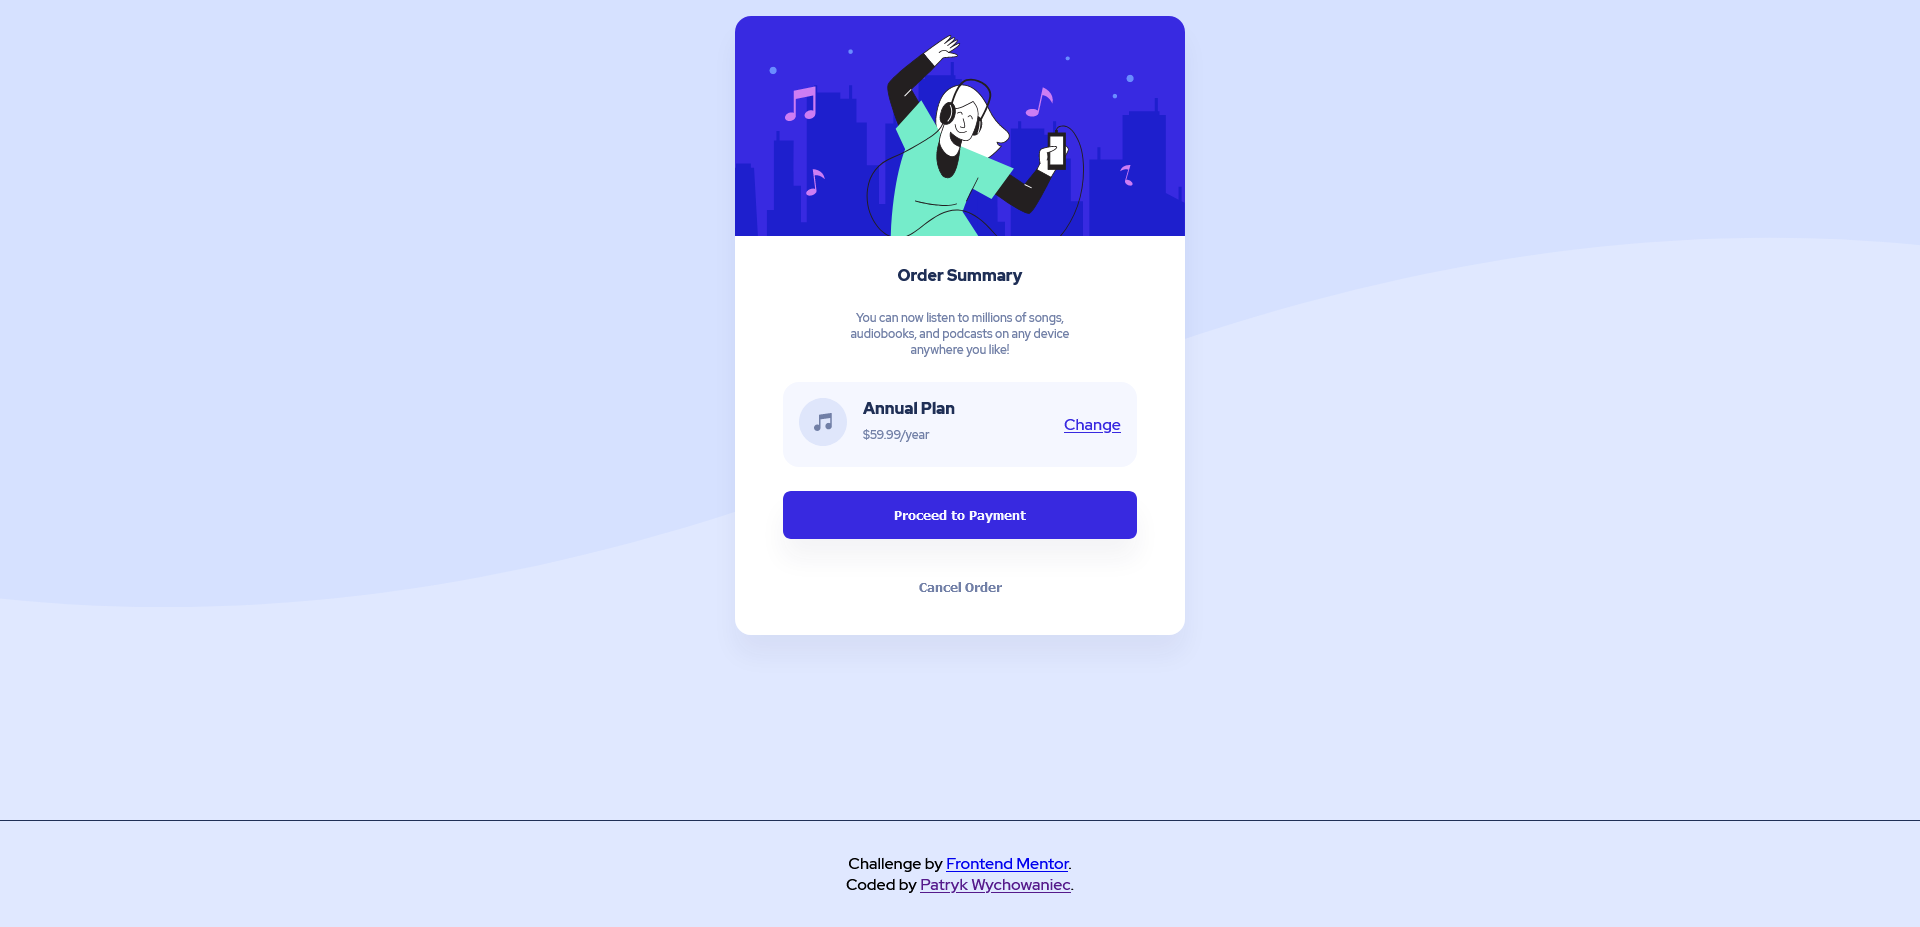 Order Summary
You can now listen to millions of songs,
audiobooks, and podcasts on any device
anywhere you like!
Annual Plan
$59.99/year
Change
Proceed to Payment
Cancel Order
Challenge by Frontend Mentor.
Coded by Patryk Wychowaniec.